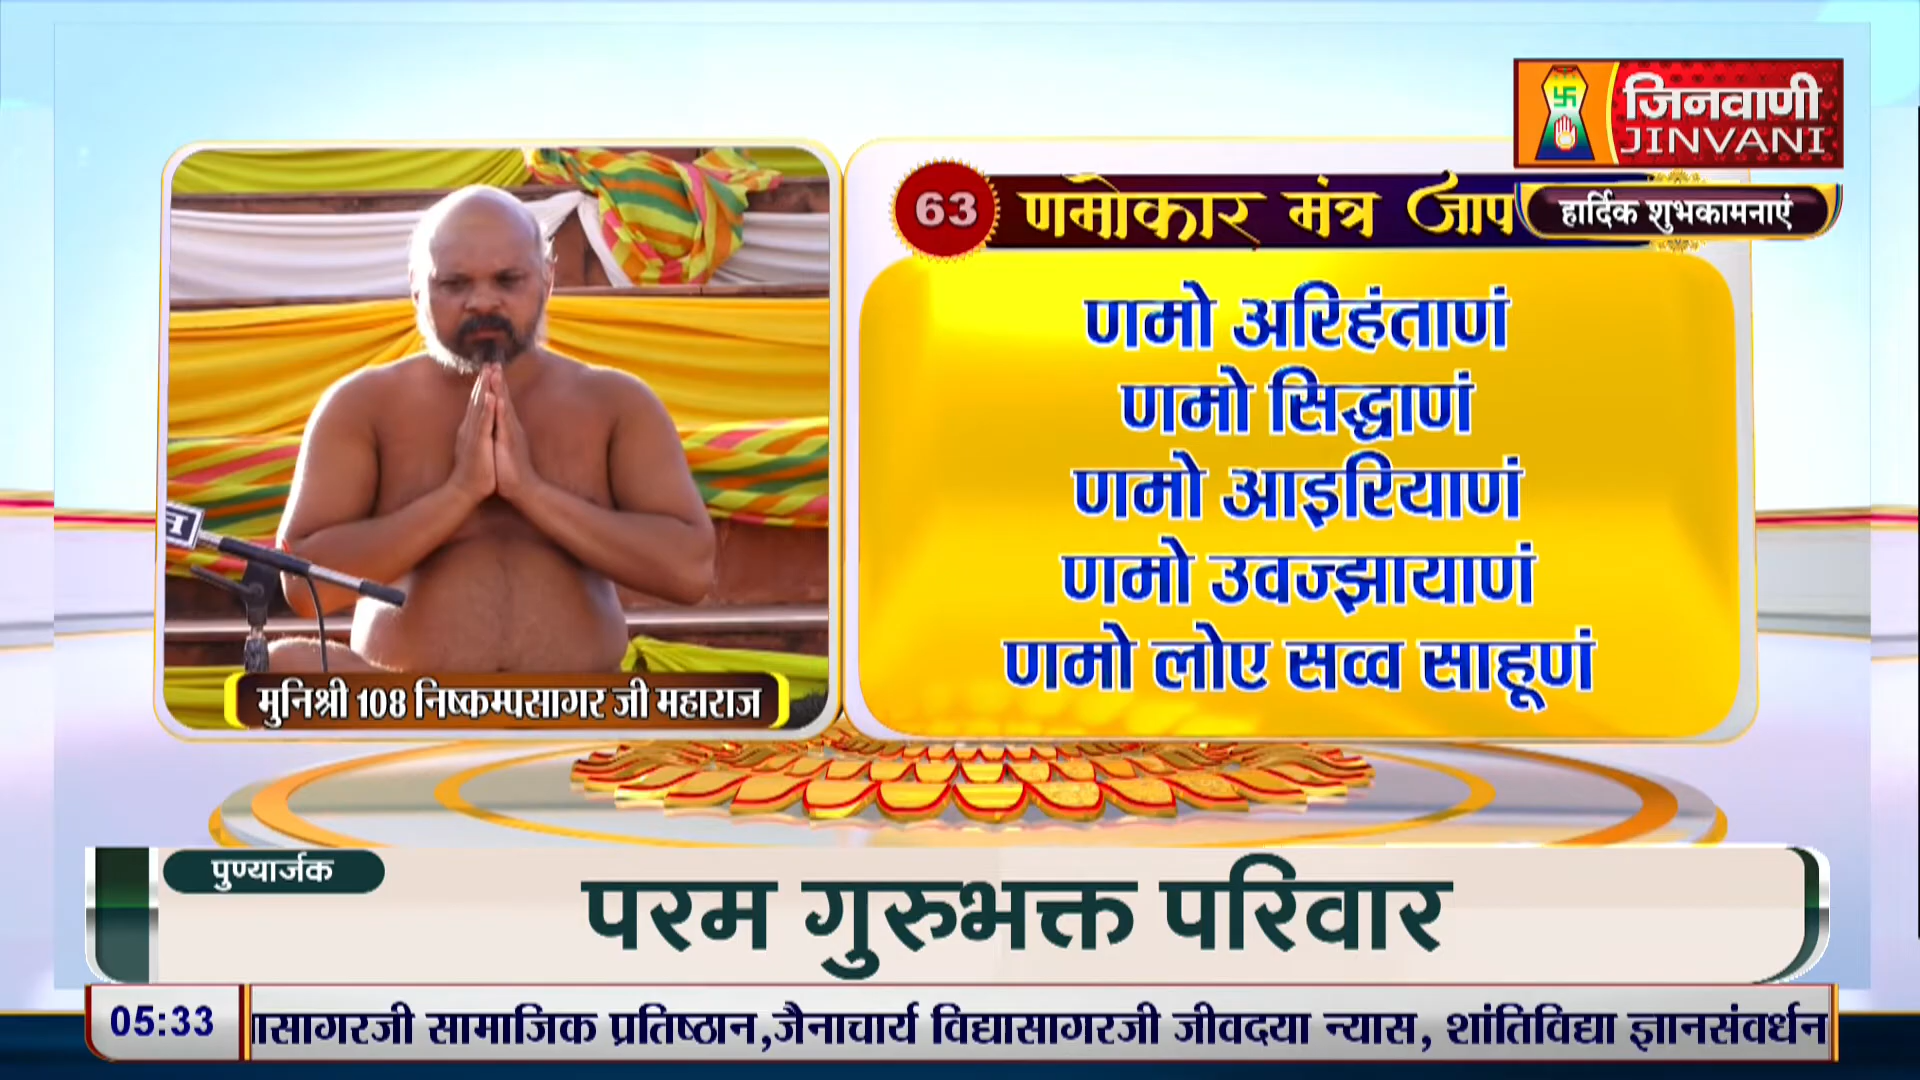 जिनवाणी
JINVANI
हार्दिक शुभकामनाएं
63 णमोकार मंत्र जाप
णमो अरिहंताणं
णमो सिद्धाणं
णमो आइरियाणं
णमो उवज्झायाणं
णमो लोए सव्व साहूणं
मुनिश्री 108 निष्कम्पसागर जी महाराज
पुण्यार्जक
परम गुरुभक्त परिवार
05:33 सागरजी सामाजिक प्रतिष्ठान,जैनाचार्य विद्यासागरजी जीवदया न्यास, शांतिविद्या ज्ञानसंवर्धन